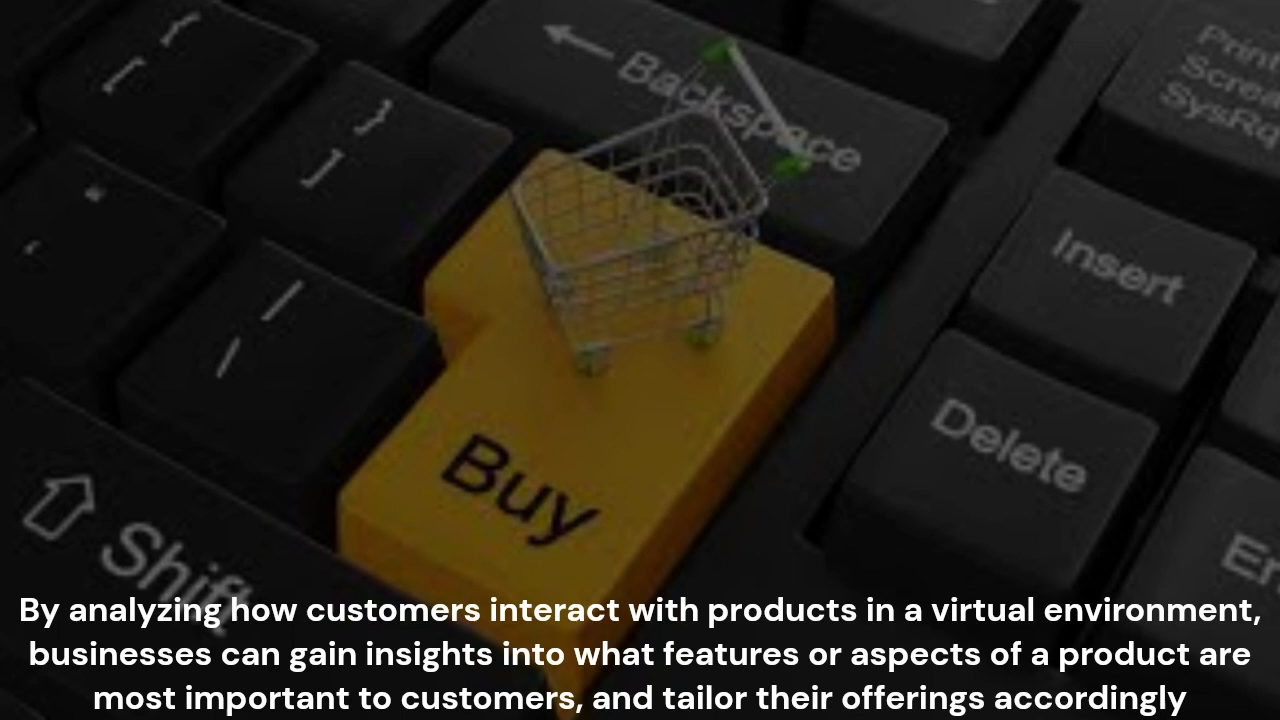 {
[
← Backspace
Print
Screen
SysRq
}
]
"
'
Insert
|
/
Delete
Buy
⇧ Shift
By analyzing how customers interact with products in a virtual environment,
businesses can gain insights into what features or aspects of a product are
most important to customers, and tailor their offerings accordingly